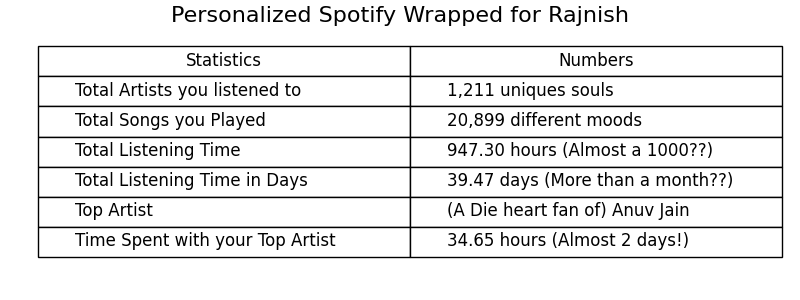 Personalized Spotify Wrapped for Rajnish
Statistics Numbers
Total Artists you listened to 1,211 uniques souls
Total Songs you Played 20,899 different moods
Total Listening Time 947.30 hours (Almost a 1000??)
Total Listening Time in Days 39.47 days (More than a month??)
Top Artist (A Die heart fan of) Anuv Jain
Time Spent with your Top Artist 34.65 hours (Almost 2 days!)